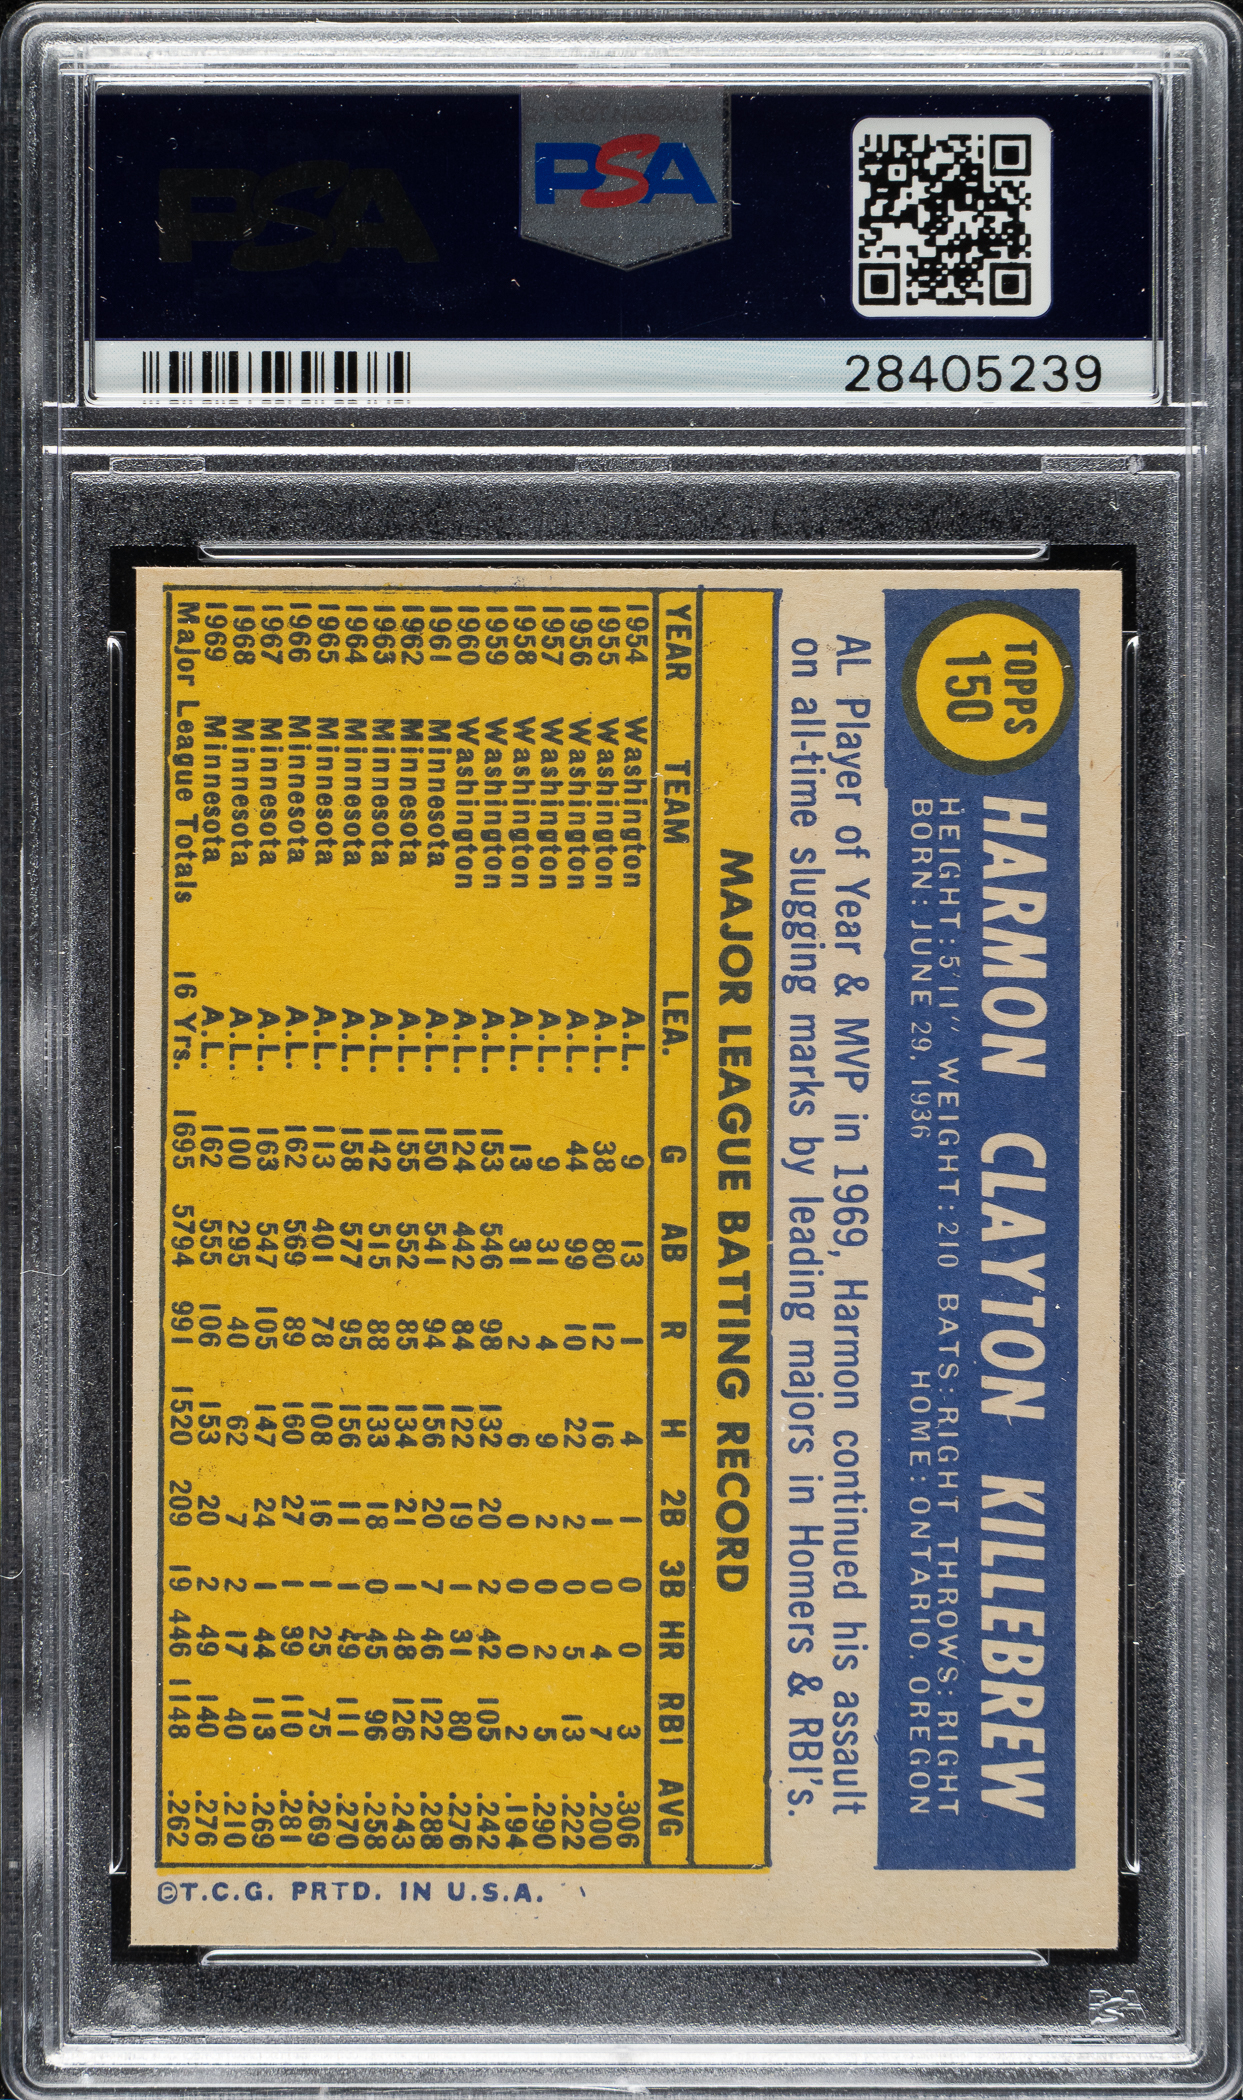 PSA
PSA
28405239
TOPPS
150
HARMON CLAYTON KILLEBREW
HEIGHT: 5'11" WEIGHT: 210 BATS: RIGHT THROWS: RIGHT
BORN: JUNE 29, 1936 HOME: ONTARIO, OREGON
AL Player of Year & MVP in 1969, Harmon continued his assault
on all-time slugging marks by leading majors in Homers & RBI's.
MAJOR LEAGUE BATTING RECORD
YEAR TEAM LEA. G AB R H 2B 3B HR RBI AVG
1954 Washington A.L. 9 13 1 4 1 0 0 3 .306
1955 Washington A.L. 38 80 12 16 1 0 4 7 .200
1956 Washington A.L. 44 99 10 22 2 0 5 13 .222
1957 Washington A.L. 9 31 4 9 2 0 2 5 .290
1958 Washington A.L. 13 31 2 6 0 0 0 2 .194
1959 Washington A.L. 153 546 98 132 20 2 42 105 .242
1960 Washington A.L. 124 442 84 122 19 1 31 80 .276
1961 Minnesota A.L. 150 541 94 156 20 7 46 122 .288
1962 Minnesota A.L. 155 552 85 134 21 1 48 126 .243
1963 Minnesota A.L. 142 515 88 133 18 0 45 96 .258
1964 Minnesota A.L. 158 577 95 156 11 1 49 111 .270
1965 Minnesota A.L. 113 401 78 108 16 1 25 75 .269
1966 Minnesota A.L. 162 569 89 160 27 1 39 110 .281
1967 Minnesota A.L. 163 547 105 147 24 1 44 113 .269
1968 Minnesota A.L. 100 295 40 62 7 2 17 40 .210
1969 Minnesota A.L. 162 555 106 153 20 2 49 140 .276
Major League Totals 16 Yrs. 1695 5794 991 1520 209 19 446 1148 .262
©T.C.G. PRTD. IN U.S.A.
PSA